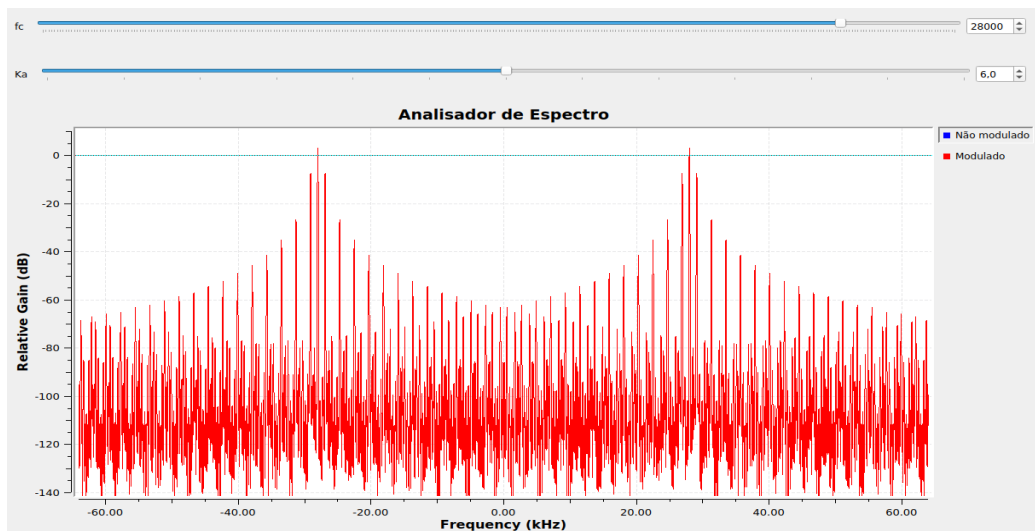 fc 28000
Ka 6.0
Analisador de Espectro
Não modulado
Modulado
Relative Gain (dB)
0
-20
-40
-60
-80
-100
-120
-140
-60.00 -40.00 -20.00 0.00 20.00 40.00 60.00
Frequency (kHz)